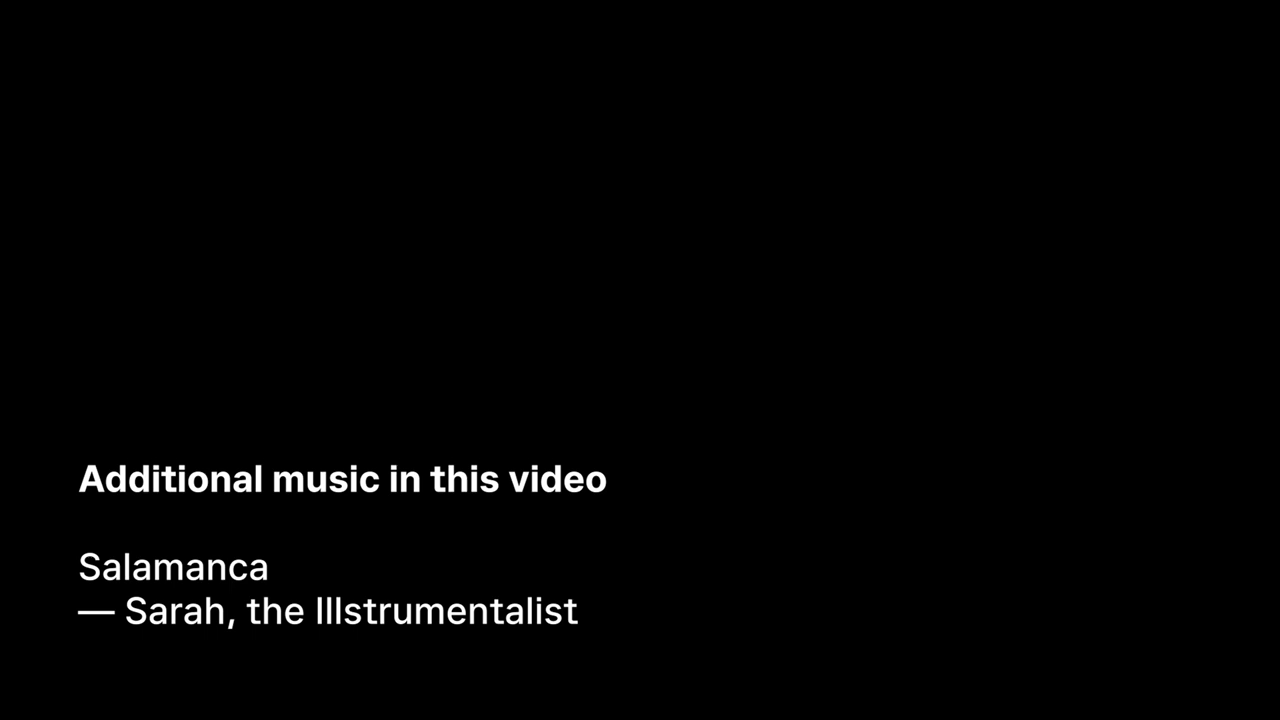 Additional music in this video
Salamanca
— Sarah, the Illstrumentalist